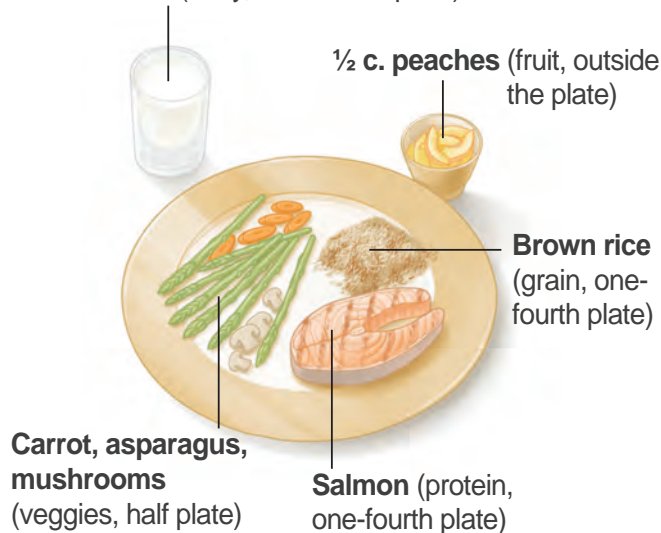 ½ c. peaches (fruit, outside
the plate)
Brown rice
(grain, one-
fourth plate)
Carrot, asparagus,
mushrooms
(veggies, half plate)
Salmon (protein,
one-fourth plate)